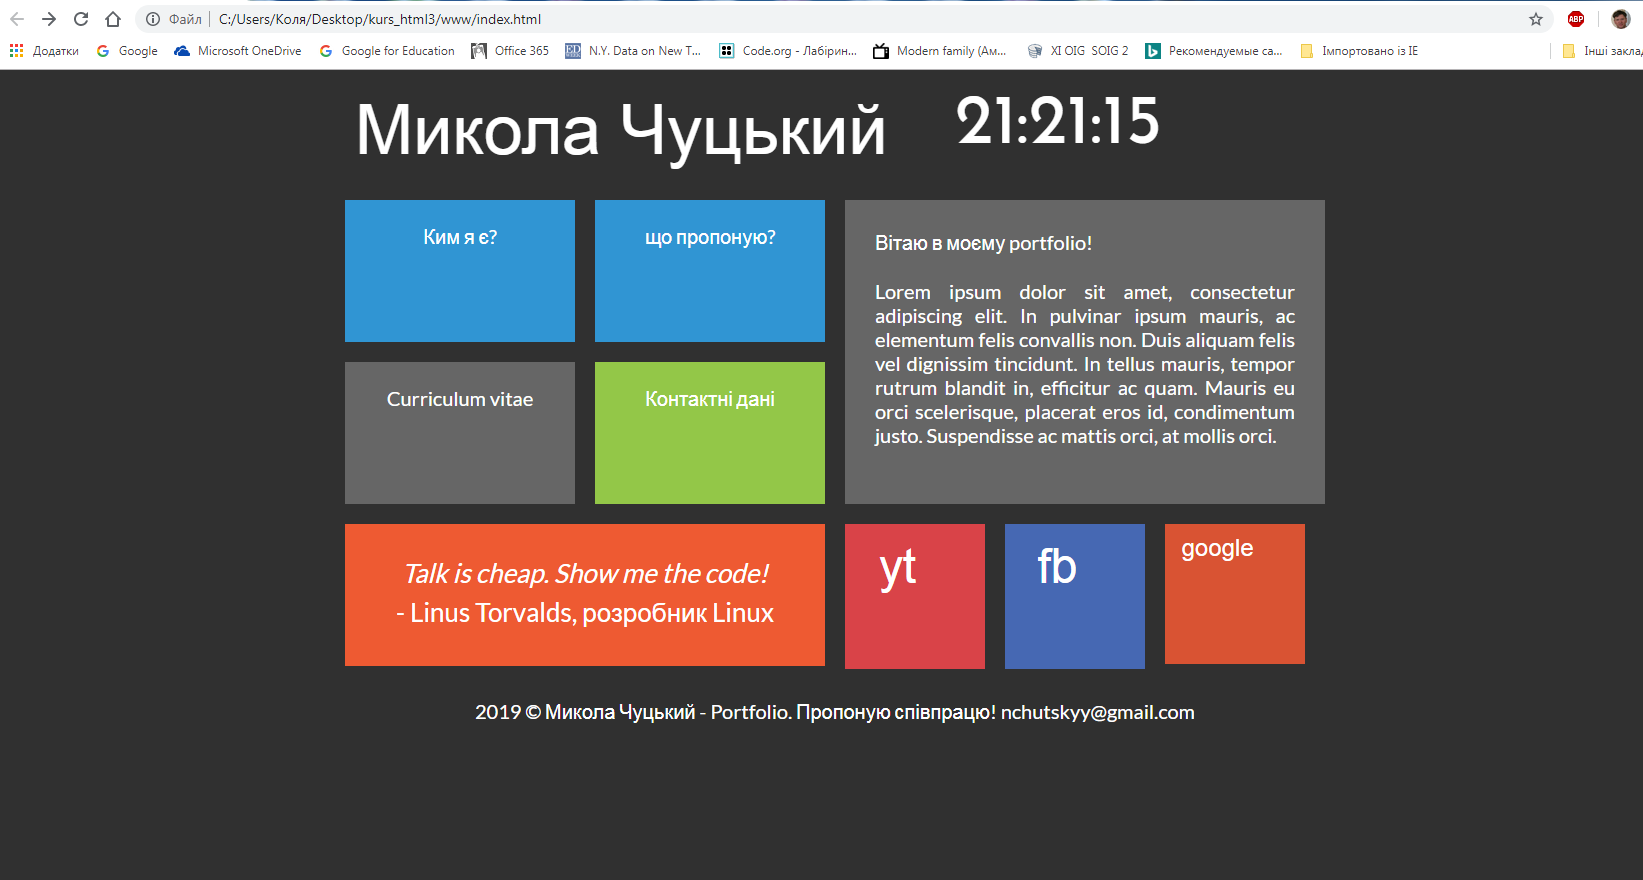 Файл C:/Users/Коля/Desktop/kurs_html3/www/index.html
ABP
Додатки Google Microsoft OneDrive Google for Education Office 365 N.Y. Data on New T... Code.org - Лабірин... Modern family (Ам... XI OIG SOIG 2 Рекомендуемые са... Імпортовано із IE Інші заклад
Микола Чуцький 21:21:15
Ким я є?
що пропоную?
Curriculum vitae
Контактні дані
Вітаю в моєму portfolio!
Lorem ipsum dolor sit amet, consectetur
adipiscing elit. In pulvinar ipsum mauris, ac
elementum felis convallis non. Duis aliquam felis
vel dignissim tincidunt. In tellus mauris, tempor
rutrum blandit in, efficitur ac quam. Mauris eu
orci scelerisque, placerat eros id, condimentum
justo. Suspendisse ac mattis orci, at mollis orci.
Talk is cheap. Show me the code!
- Linus Torvalds, розробник Linux
yt
fb
google
2019 © Микола Чуцький - Portfolio. Пропоную співпрацю! nchutskyy@gmail.com